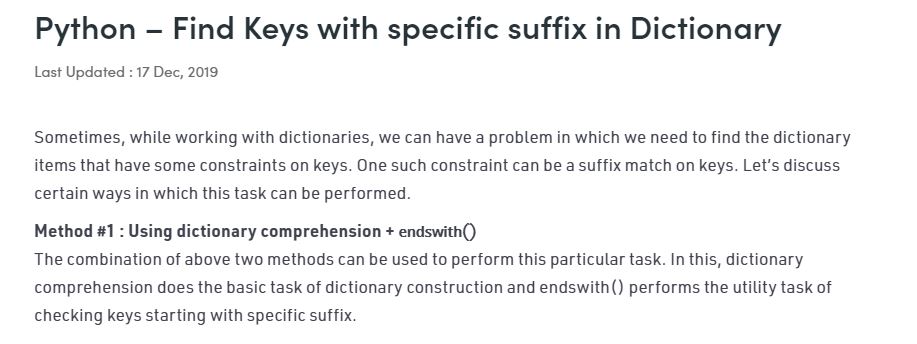 Python – Find Keys with specific suffix in Dictionary
Last Updated : 17 Dec, 2019
Sometimes, while working with dictionaries, we can have a problem in which we need to find the dictionary
items that have some constraints on keys. One such constraint can be a suffix match on keys. Let’s discuss
certain ways in which this task can be performed.
Method #1 : Using dictionary comprehension + endswith()
The combination of above two methods can be used to perform this particular task. In this, dictionary
comprehension does the basic task of dictionary construction and endswith() performs the utility task of
checking keys starting with specific suffix.